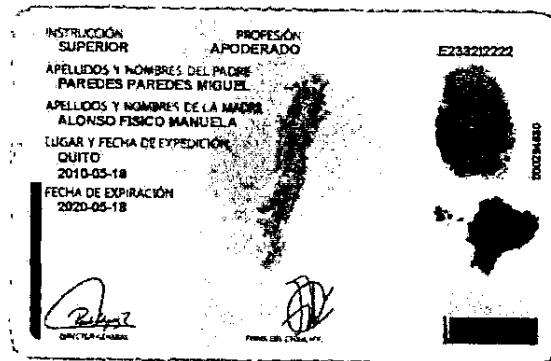 INSTRUCCIÓN
SUPERIOR
PROFESIÓN
APODERADO
E233212222
APELLIDOS Y NOMBRES DEL PADRE
PAREDES PAREDES MIGUEL
APELLIDOS Y NOMBRES DE LA MADRE
ALONSO FISICO MANUELA
LUGAR Y FECHA DE EXPEDICIÓN
QUITO
2010-05-18
FECHA DE EXPIRACIÓN
2020-05-18
DIRECTOR GENERAL